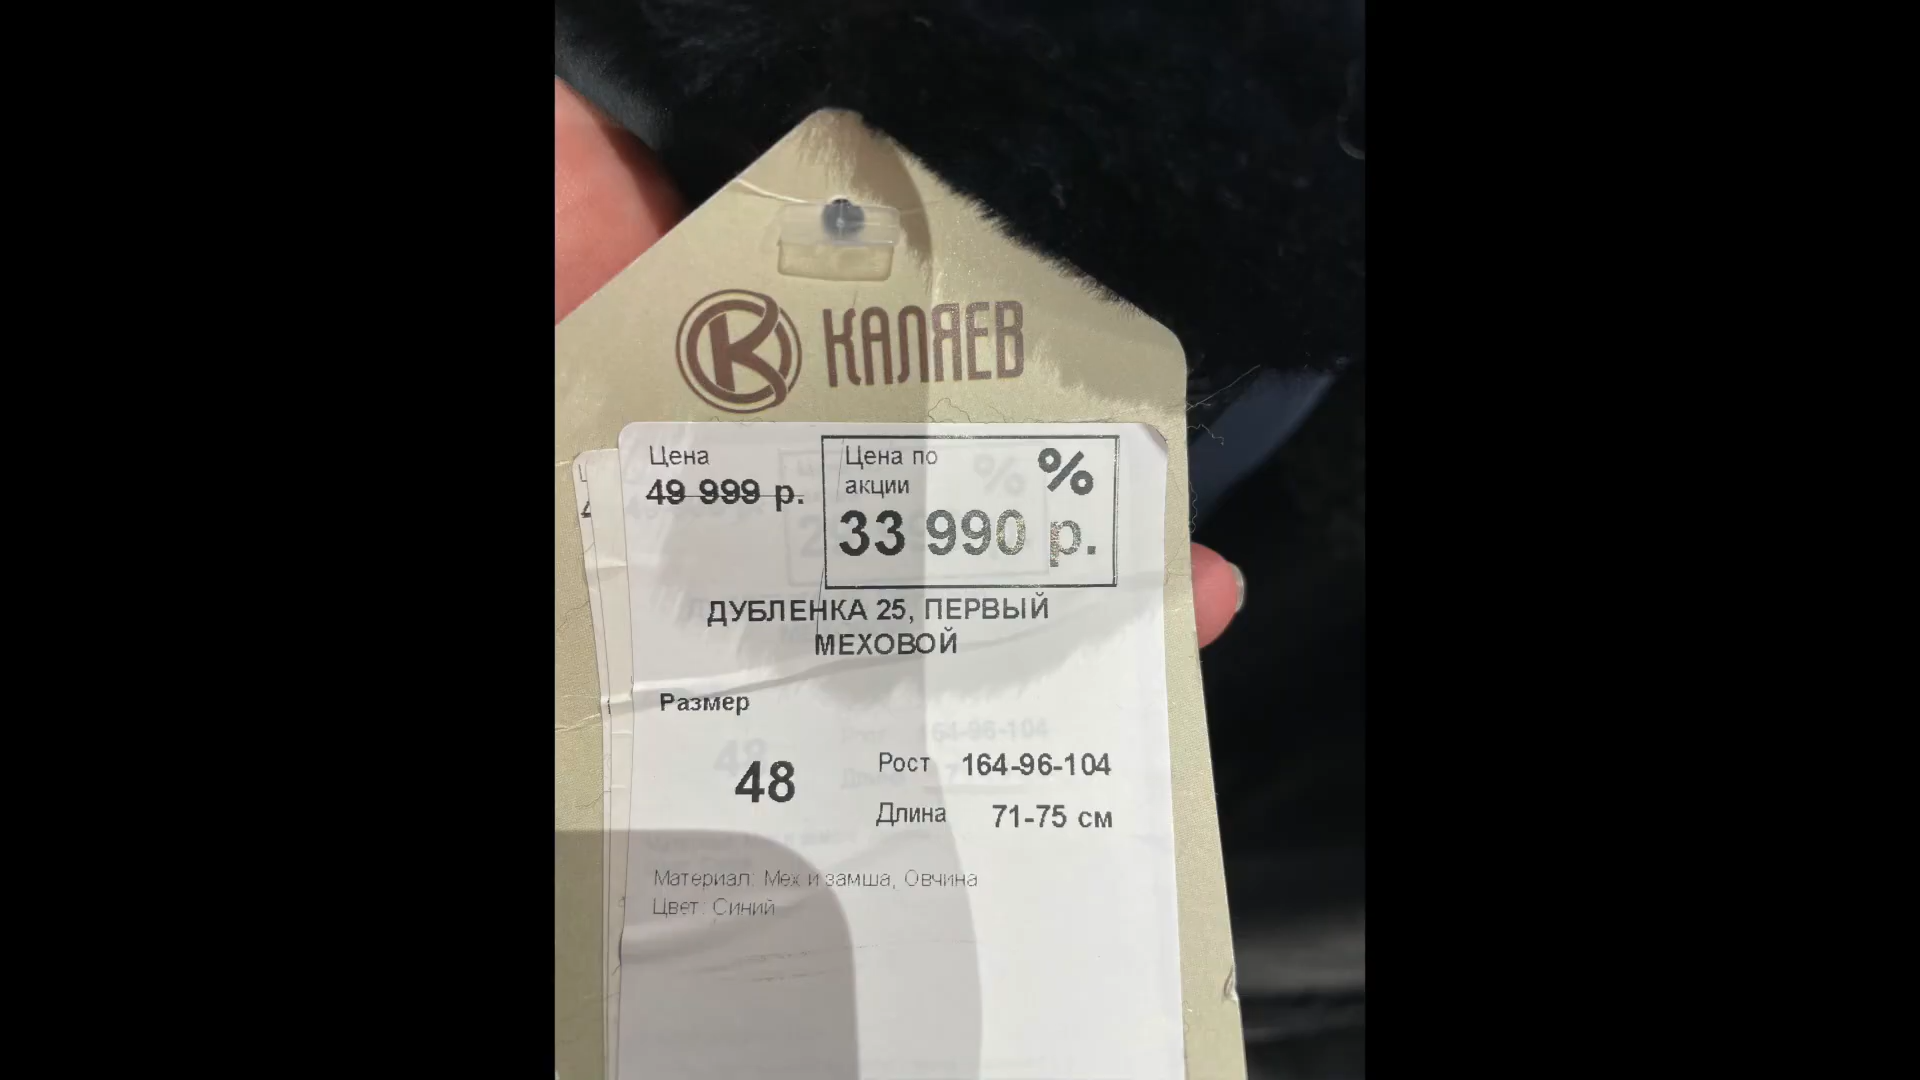 КАЛЯЕВ
Цена
49 999 р.
Цена по
акции
%
33 990 р.
ДУБЛЕНКА 25, ПЕРВЫЙ
МЕХОВОЙ
Размер
48
Рост 164-96-104
Длина 71-75 см
Материал: Мех и замша, Овчина
Цвет: Синий